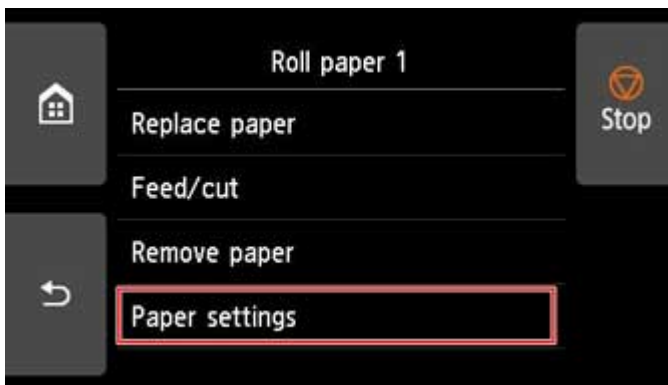 Roll paper 1
Stop
Replace paper
Feed/cut
Remove paper
Paper settings